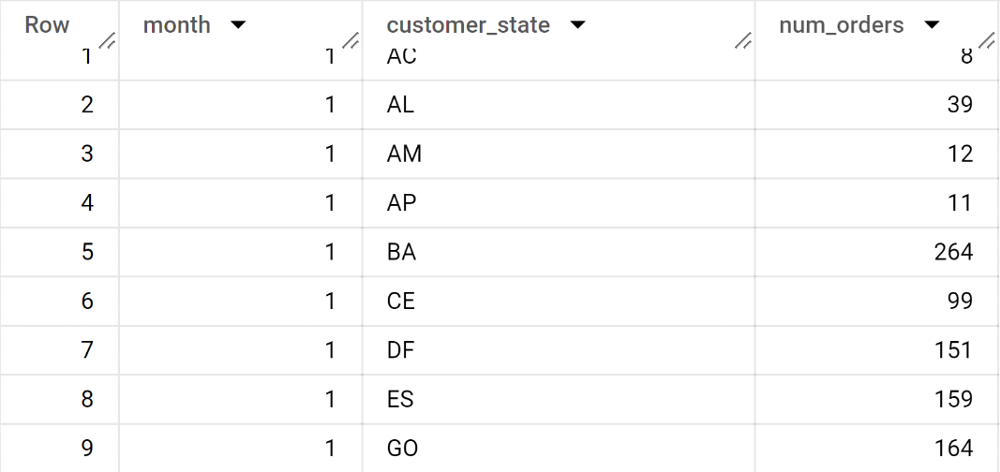 Row month customer_state num_orders
1 1 AC 8
2 1 AL 39
3 1 AM 12
4 1 AP 11
5 1 BA 264
6 1 CE 99
7 1 DF 151
8 1 ES 159
9 1 GO 164